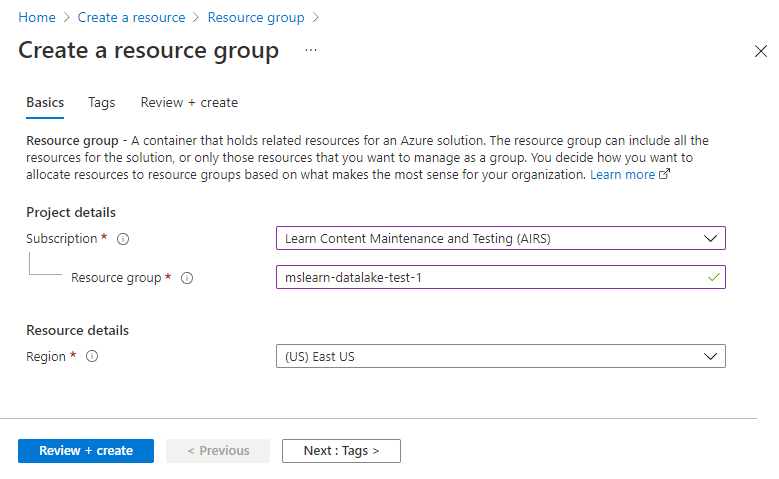 Home > Create a resource > Resource group >
Create a resource group ...
Basics Tags Review + create
Resource group - A container that holds related resources for an Azure solution. The resource group can include all the
resources for the solution, or only those resources that you want to manage as a group. You decide how you want to
allocate resources to resource groups based on what makes the most sense for your organization. Learn more
Project details
Subscription * Learn Content Maintenance and Testing (AIRS)
Resource group * mslearn-datalake-test-1
Resource details
Region * (US) East US
Review + create < Previous Next : Tags >